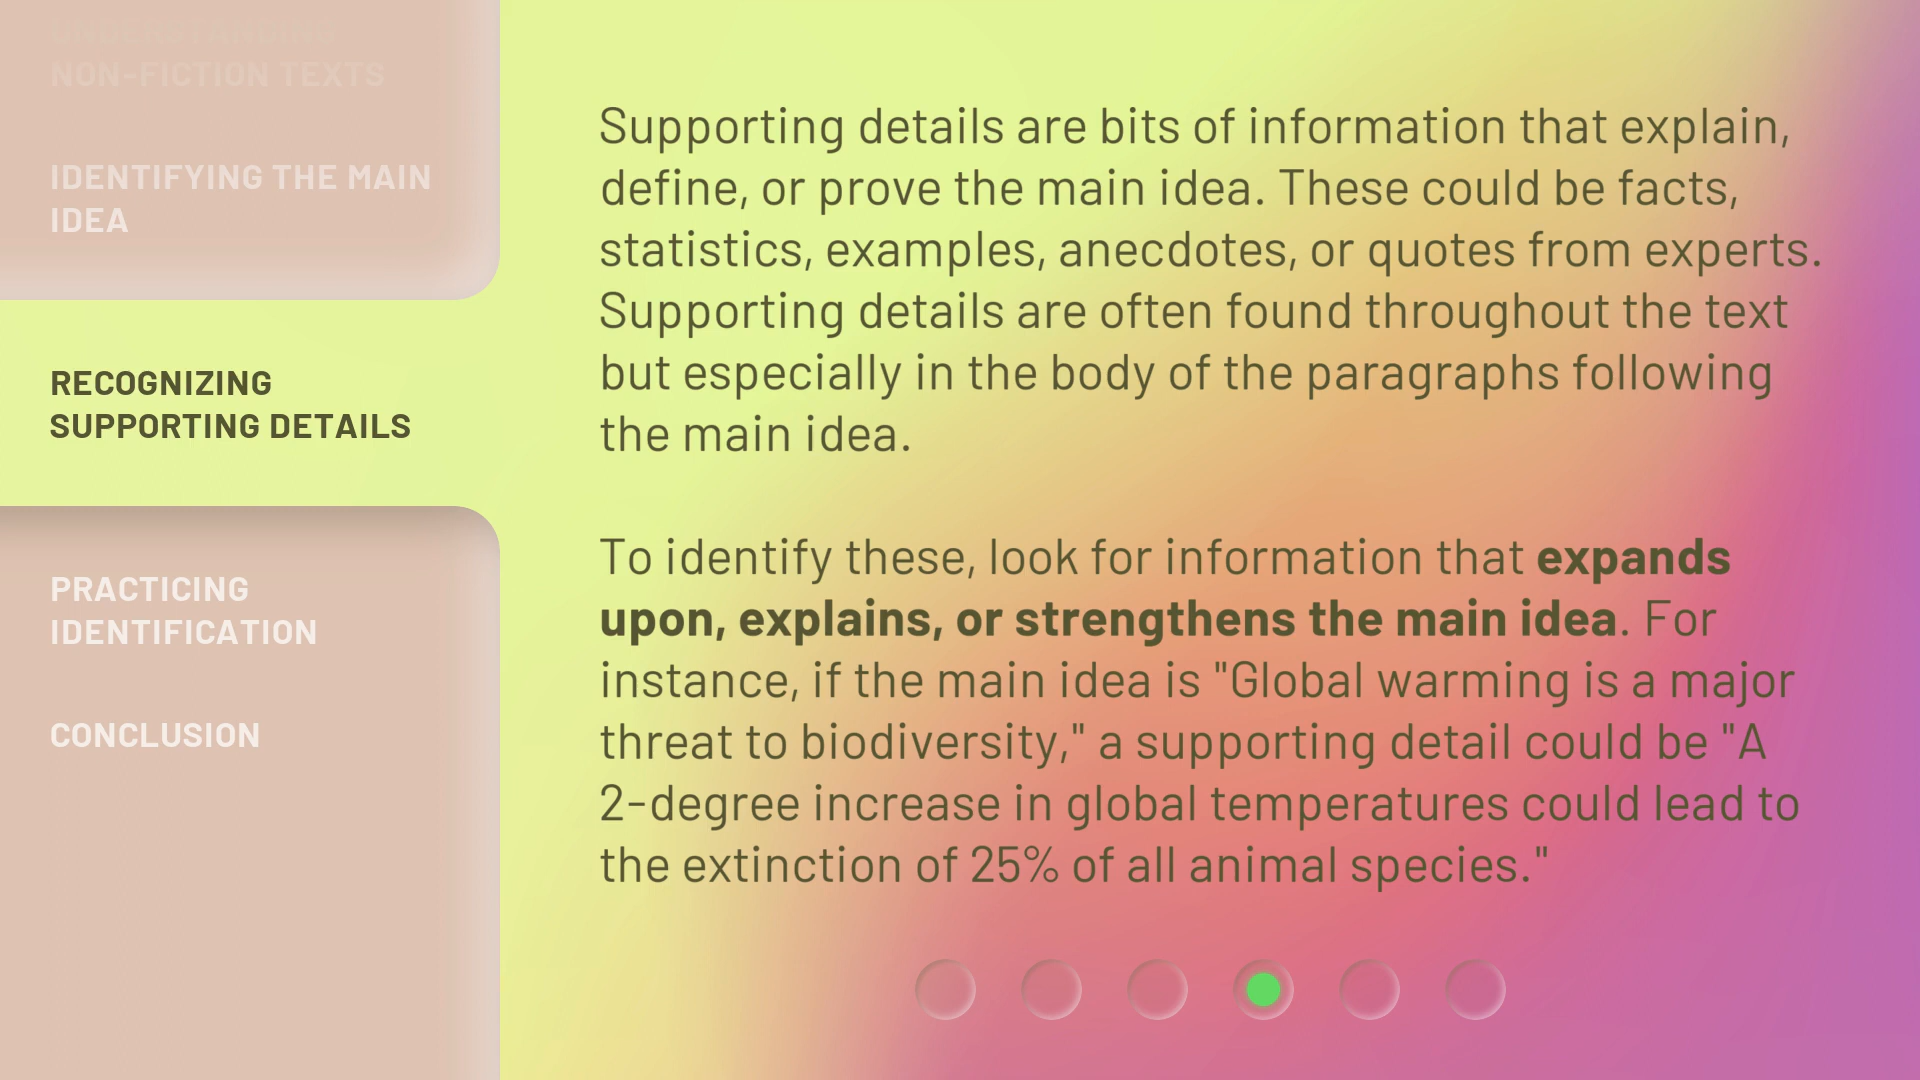 UNDERSTANDING
NON-FICTION TEXTS
IDENTIFYING THE MAIN
IDEA
RECOGNIZING
SUPPORTING DETAILS
PRACTICING
IDENTIFICATION
CONCLUSION
Supporting details are bits of information that explain,
define, or prove the main idea. These could be facts,
statistics, examples, anecdotes, or quotes from experts.
Supporting details are often found throughout the text
but especially in the body of the paragraphs following
the main idea.
To identify these, look for information that expands
upon, explains, or strengthens the main idea. For
instance, if the main idea is "Global warming is a major
threat to biodiversity," a supporting detail could be "A
2-degree increase in global temperatures could lead to
the extinction of 25% of all animal species."